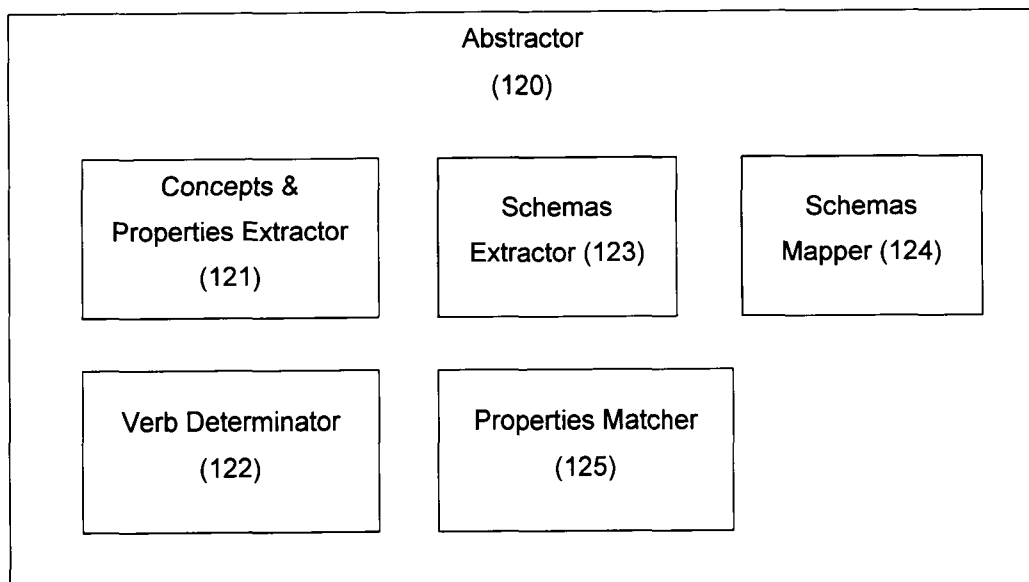 Abstractor
(120)
Concepts &
Properties Extractor
(121)
Schemas
Extractor (123)
Schemas
Mapper (124)
Verb Determinator
(122)
Properties Matcher
(125)